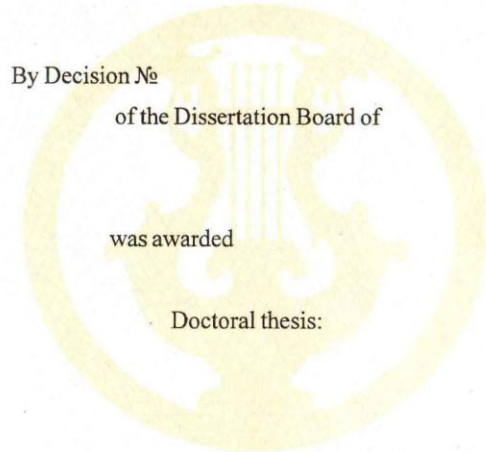 By Decision №
of the Dissertation Board of
was awarded
Doctoral thesis: